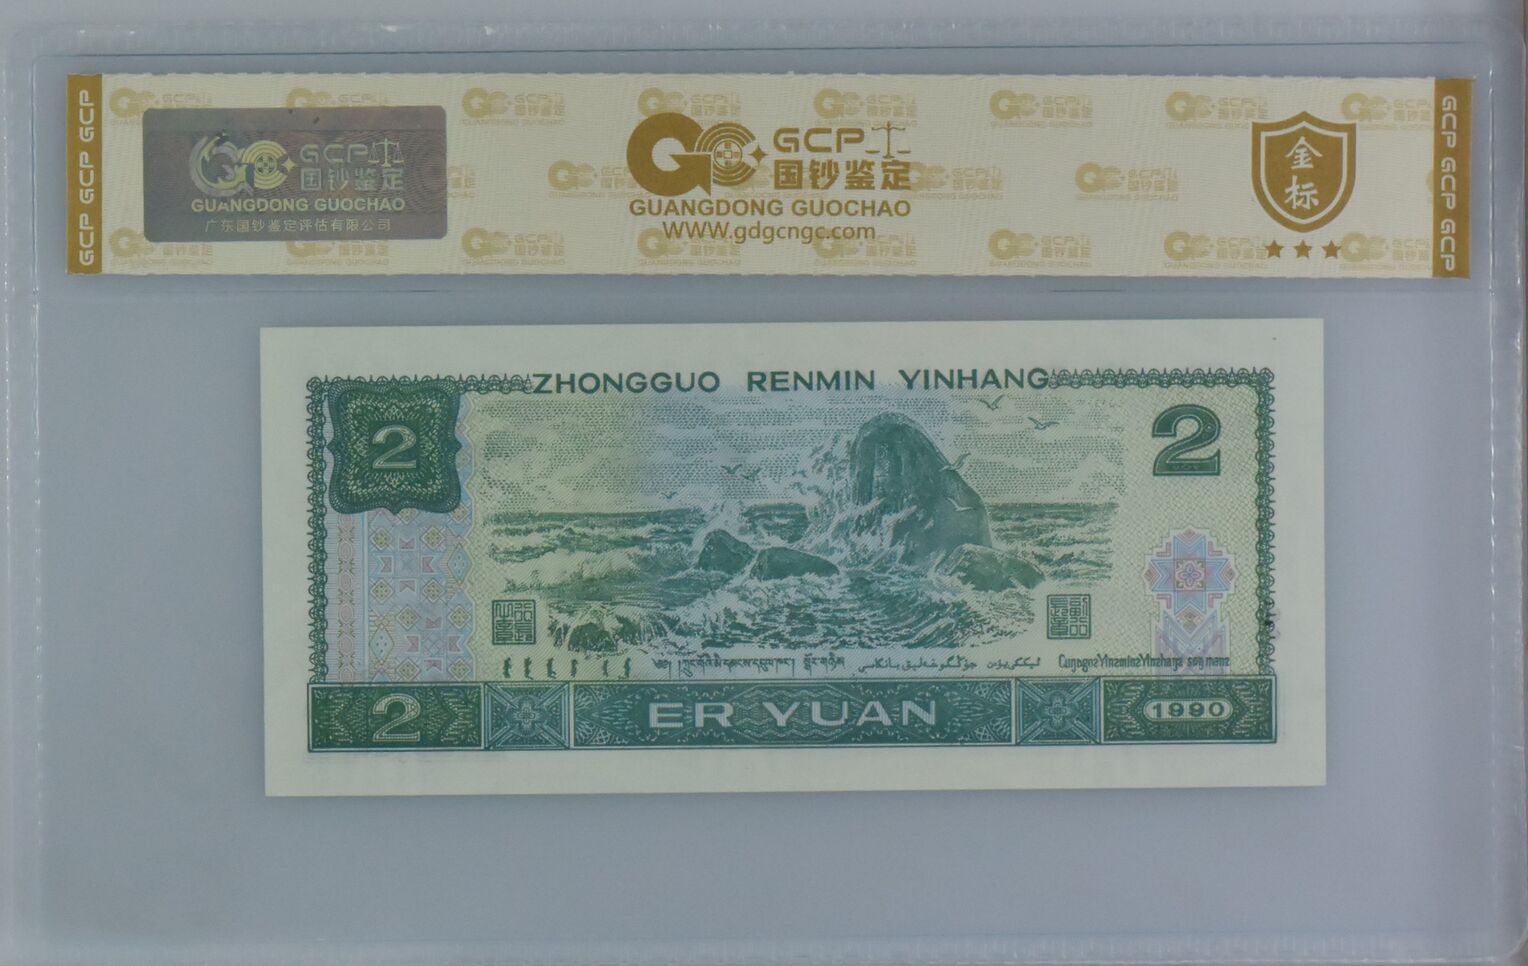 GCP GCP GCP
GCP
国钞鉴定
GUANGDONG GUOCHAO
广东国钞鉴定评估有限公司
GCP
国钞鉴定
GUANGDONG GUOCHAO
WWW.gdgcngc.com
金标
GCP GCP GCP
ZHONGGUO RENMIN YINHANG
2
2
2
ER YUAN
1990